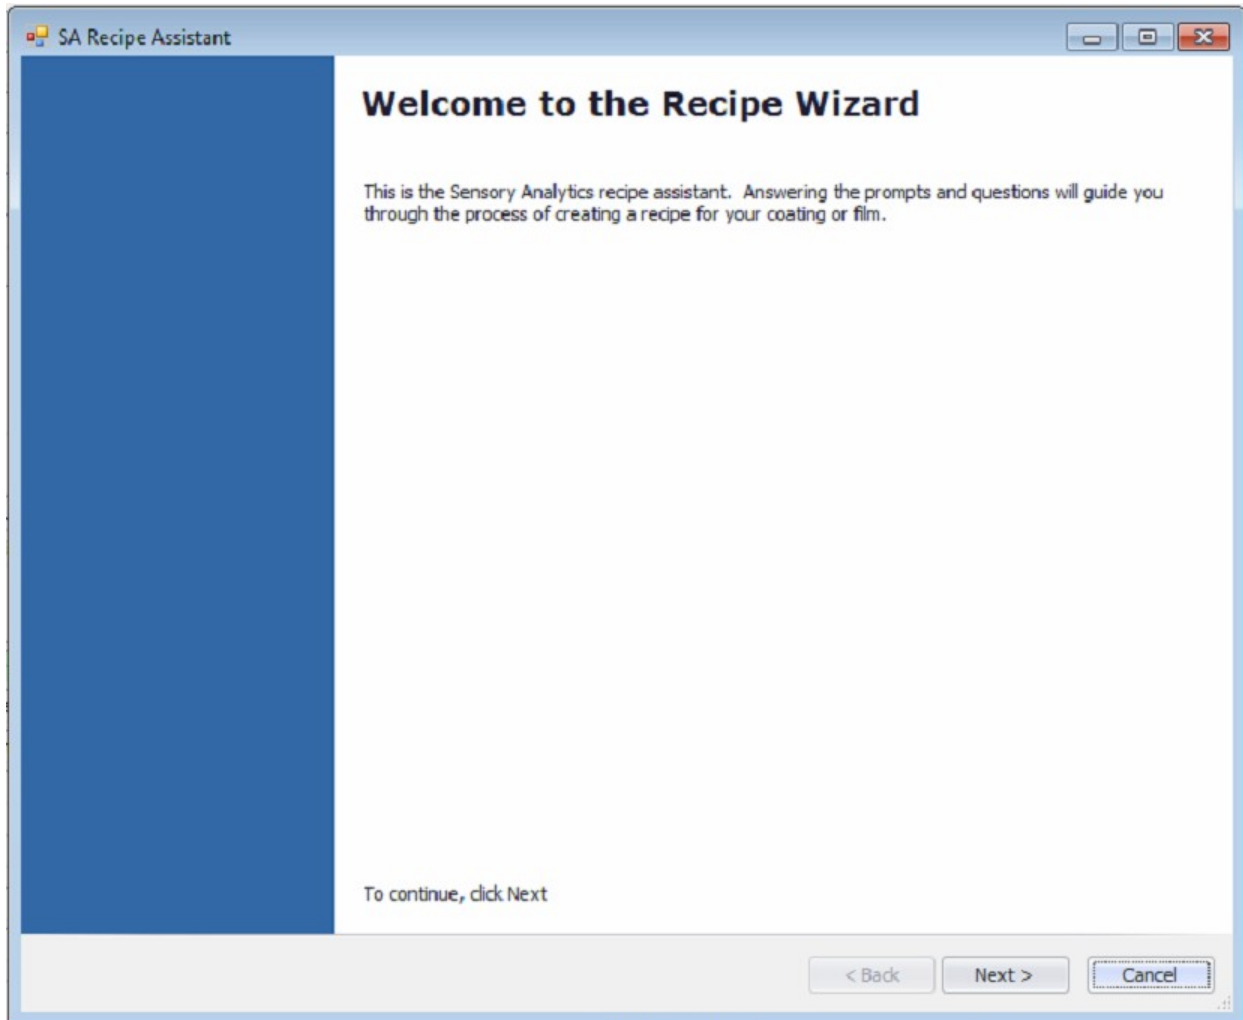 SA Recipe Assistant
Welcome to the Recipe Wizard
This is the Sensory Analytics recipe assistant.  Answering the prompts and questions will guide you
through the process of creating a recipe for your coating or film.
To continue, click Next
< Back
Next >
Cancel